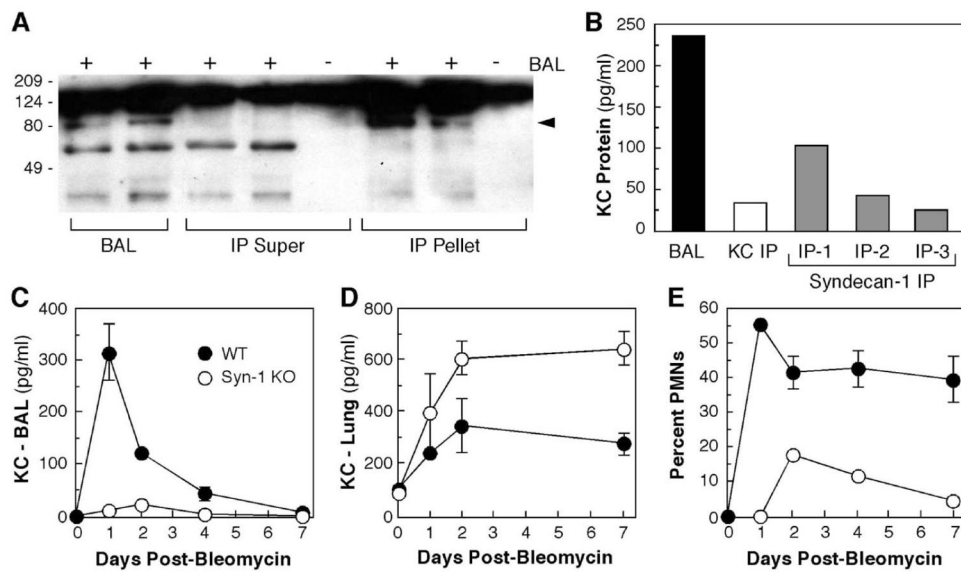 A
+ + + + - + + - BAL
209 -
124 -
80 -
49 -
BAL IP Super IP Pellet
B
KC Protein (pg/ml)
250
200
150
100
50
0
BAL KC IP IP-1 IP-2 IP-3
Syndecan-1 IP
C
KC - BAL (pg/ml)
400
300
200
100
0
WT
Syn-1 KO
0 1 2 3 4 5 6 7
Days Post-Bleomycin
D
KC - Lung (pg/ml)
800
600
400
800
0
0 1 2 3 4 5 6 7
Days Post-Bleomycin
E
Percent PMNs
60
50
40
30
20
10
0
0 1 2 3 4 5 6 7
Days Post-Bleomycin